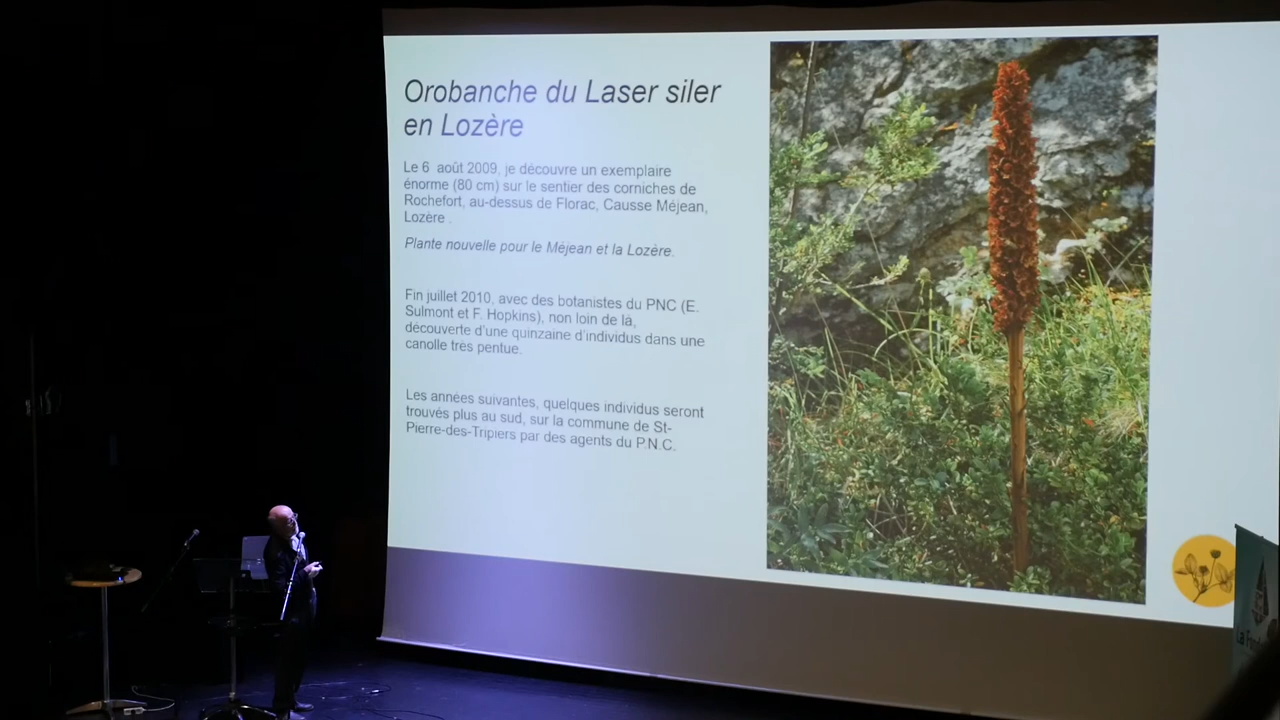 Orobanche du Laser siler
en Lozère
Le 6 août 2009, je découvre un exemplaire
énorme (80 cm) sur le sentier des corniches de
Rochefort, au-dessus de Florac, Causse Méjean,
Lozère .
Plante nouvelle pour le Méjean et la Lozère.
Fin juillet 2010, avec des botanistes du PNC (E.
Sulmont et F. Hopkins), non loin de là,
découverte d'une quinzaine d'individus dans une
canolle très pentue.
Les années suivantes, quelques individus seront
trouvés plus au sud, sur la commune de St-
Pierre-des-Tripiers par des agents du P.N.C.
La Fond